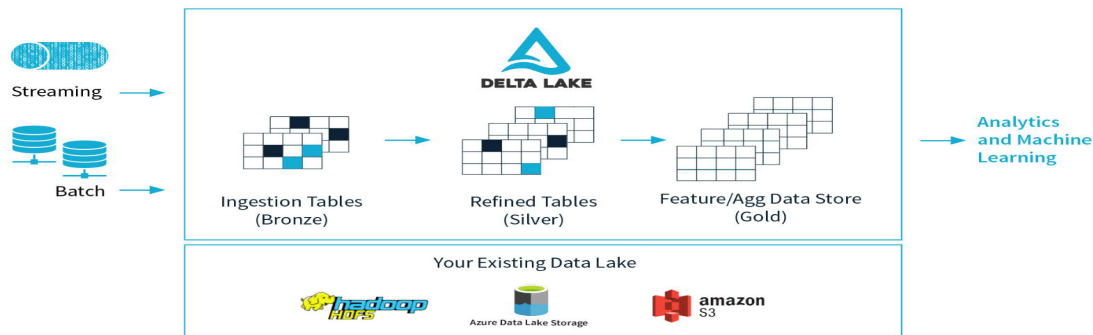 DELTA LAKE
Streaming
Batch
Ingestion Tables
(Bronze)
Refined Tables
(Silver)
Feature/Agg Data Store
(Gold)
Analytics
and Machine
Learning
Your Existing Data Lake
hadoop
HDFS
Azure Data Lake Storage
amazon
S3